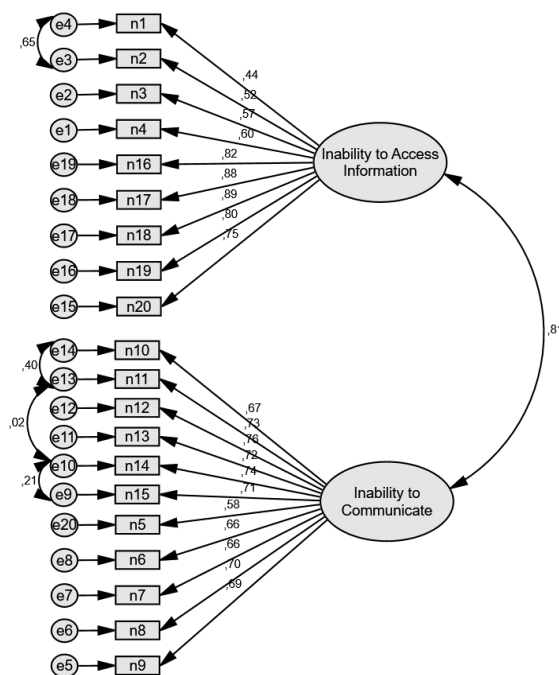 e4 n1
,65
e3 n2
e2 n3
e1 n4
e19 n16
e18 n17
e17 n18
e16 n19
e15 n20
,44
,52
,57
,60
,82
,88
,89
,80
,75
Inability to Access
Information
,81
e14 n10
,40
e13 n11
e12 n12
,02
e11 n13
e10 n14
,21
e9 n15
e20 n5
e8 n6
e7 n7
e6 n8
e5 n9
,67
,73
,76
,72
,74
,71
,58
,66
,66
,70
,69
Inability to
Communicate